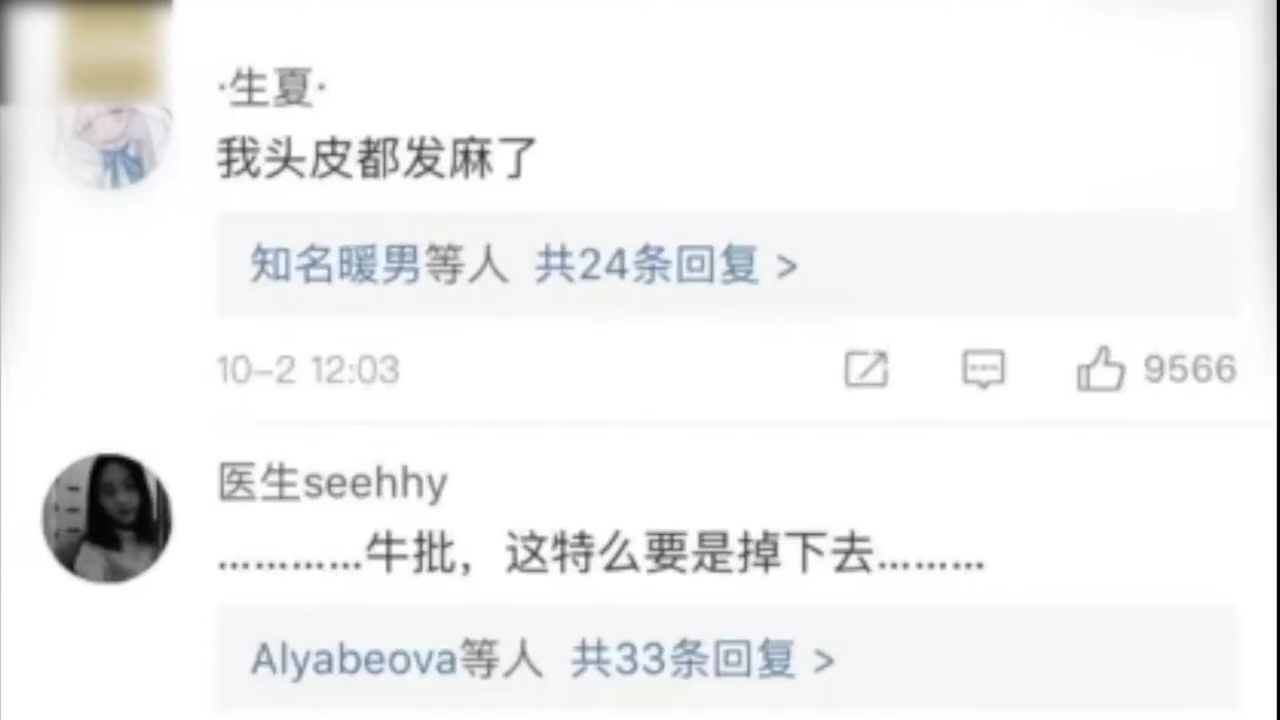 ·生夏·
我头皮都发麻了
知名暖男等人 共24条回复 >
10-2 12:03
9566
医生seehhy
…………牛批，这特么要是掉下去………
Alyabeova等人 共33条回复 >